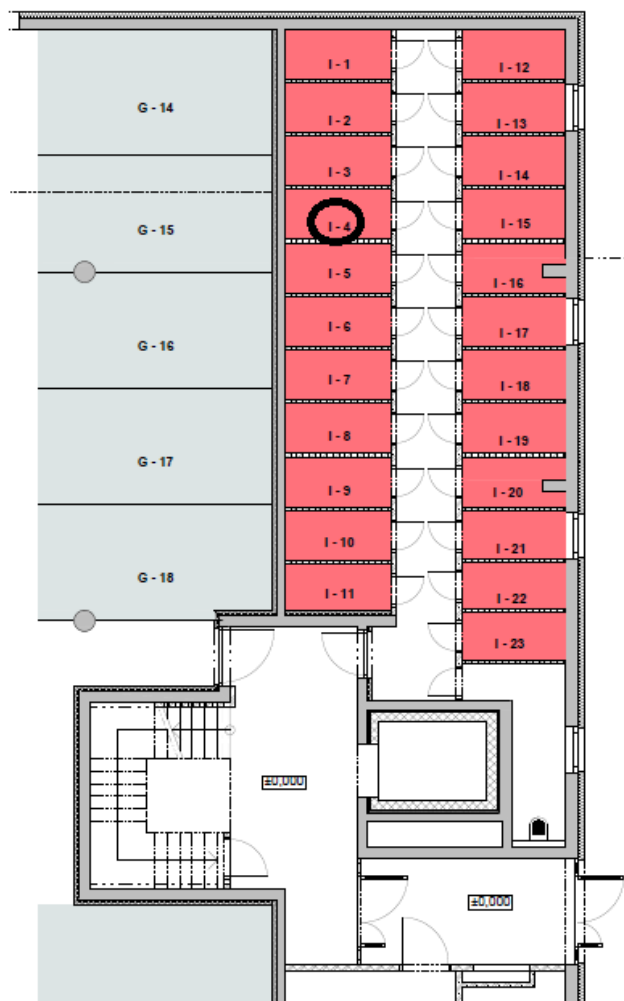 I - 1
I - 12
G - 14
I - 2
I - 13
I - 3
I - 14
I - 4
I - 15
G - 15
I - 5
I - 16
I - 6
I - 17
G - 16
I - 7
I - 18
I - 8
I - 19
G - 17
I - 9
I - 20
I - 10
I - 21
G - 18
I - 11
I - 22
I - 23
±0,000
±0,000